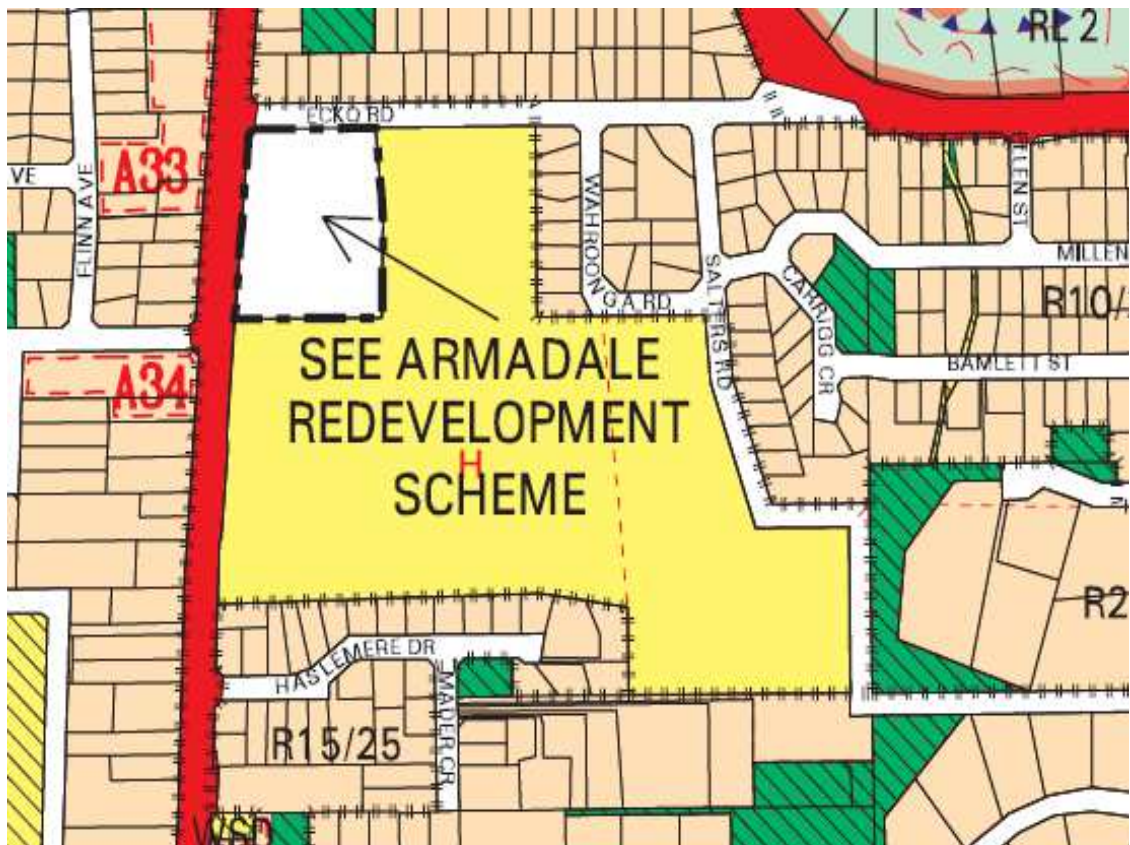 RE 2
ECKO RD
A33
VE
FLINN AVE
WAHROONGA RD
SALTERS RD
CARRIGG CR
MILLEN
R10/
BAMLETT ST
A34
SEE ARMADALE
REDEVELOPMENT
H
SCHEME
R2
HASLEMERE DR
MADER CR
R15/25